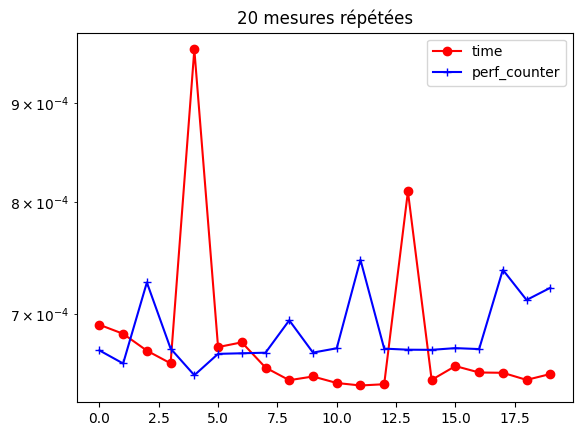 20 mesures répétées
time
perf_counter
9 × 10⁻⁴
8 × 10⁻⁴
7 × 10⁻⁴
0.0 2.5 5.0 7.5 10.0 12.5 15.0 17.5